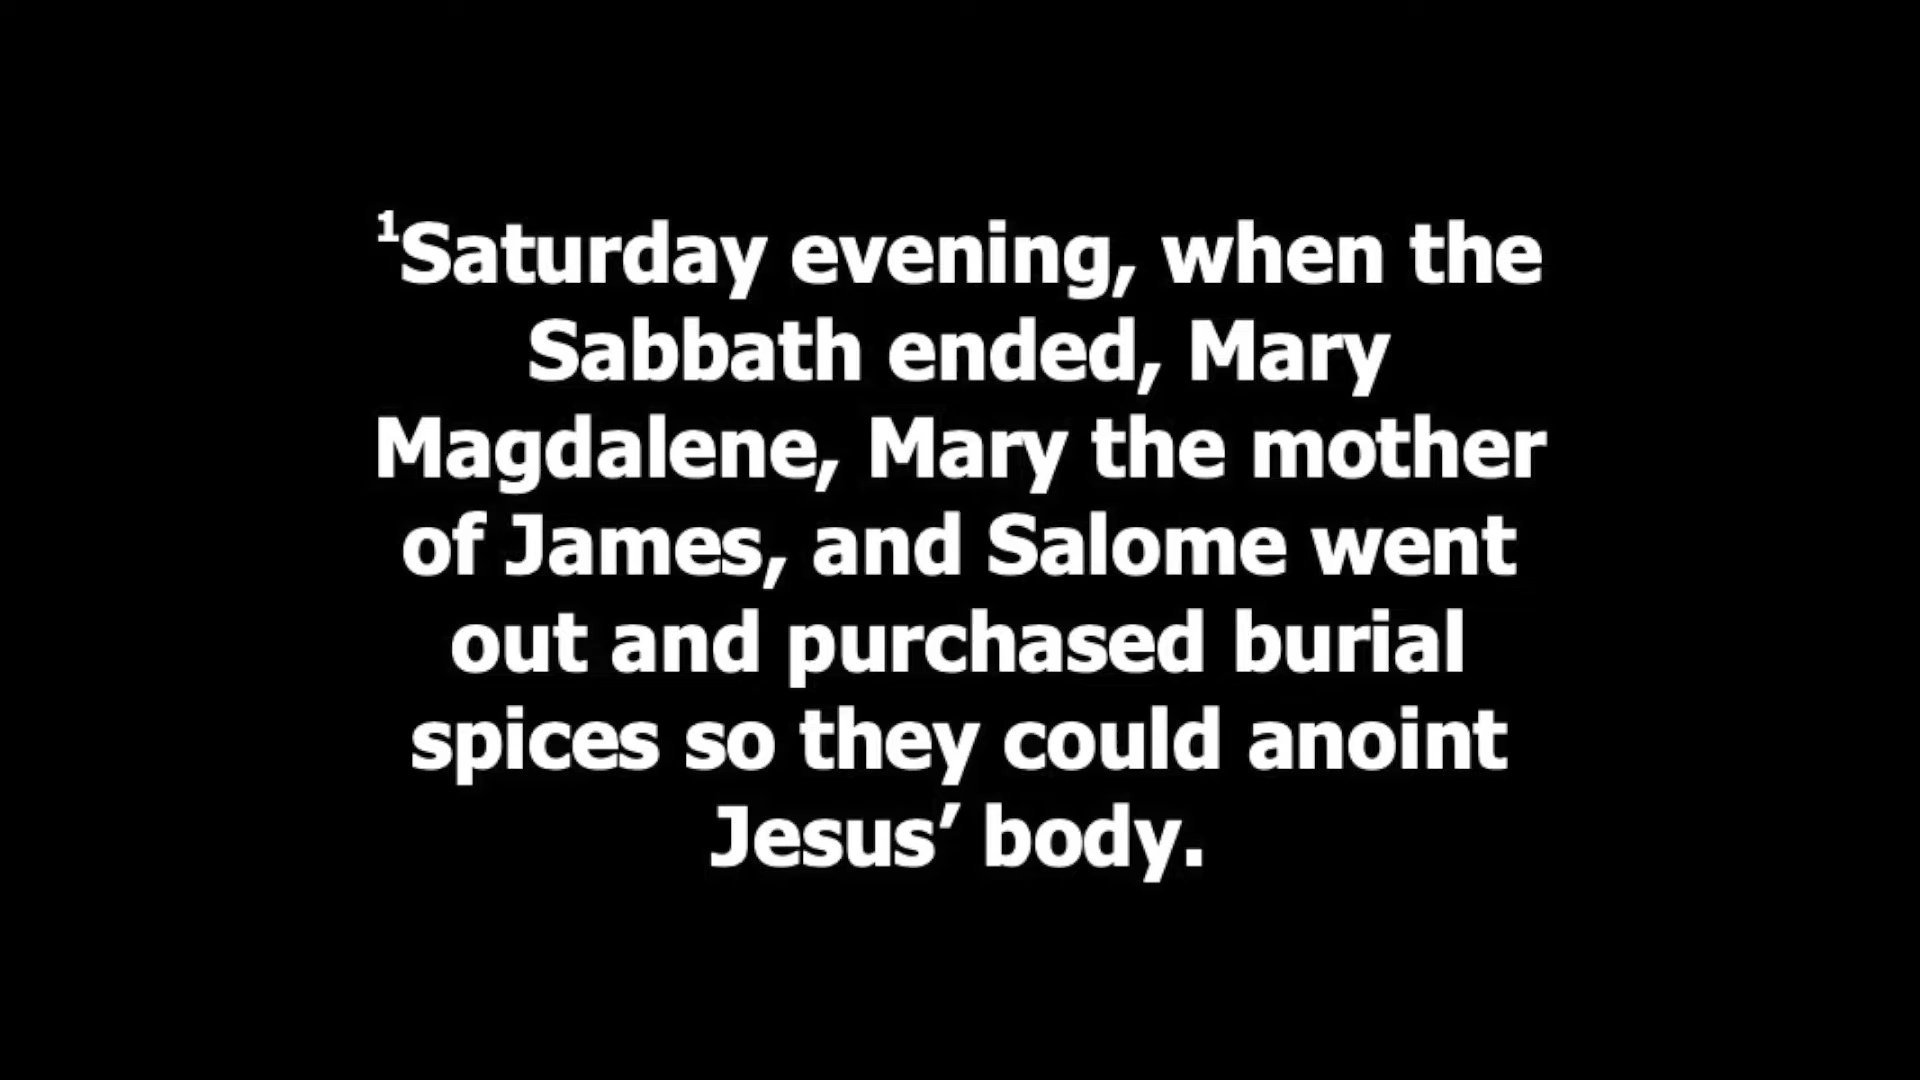 ¹Saturday evening, when the
Sabbath ended, Mary
Magdalene, Mary the mother
of James, and Salome went
out and purchased burial
spices so they could anoint
Jesus’ body.